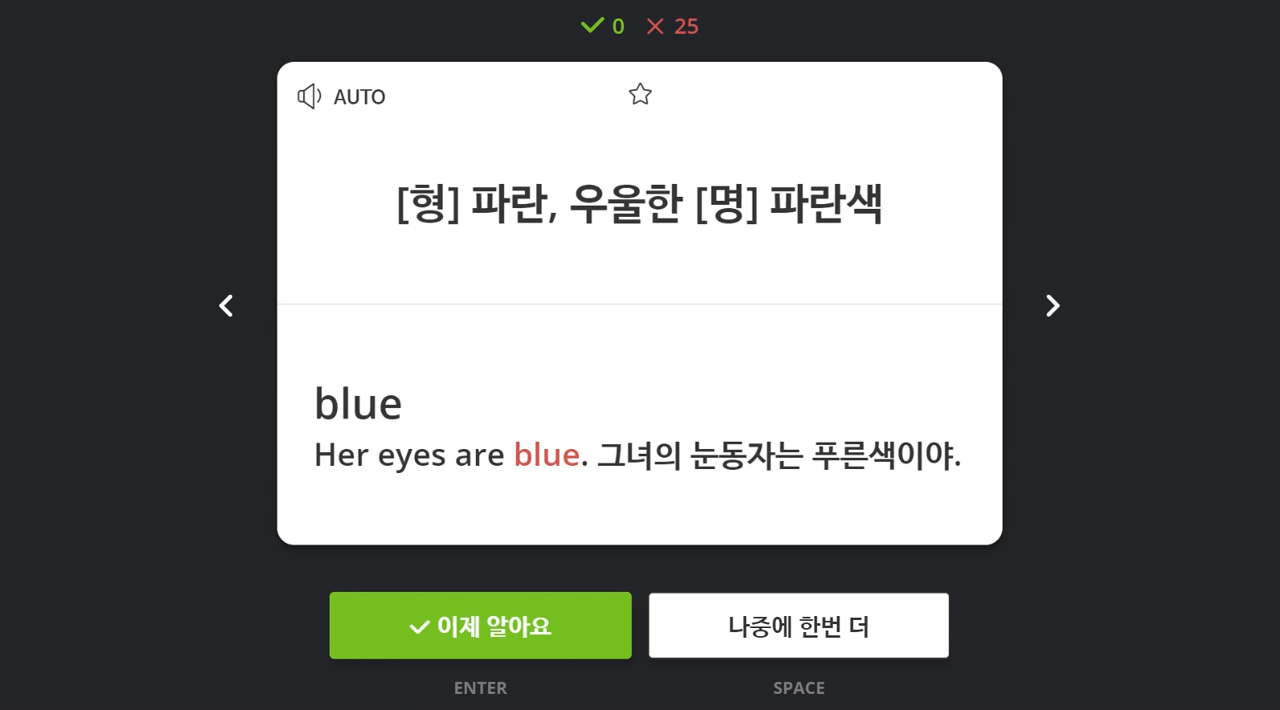 0 25
AUTO
[형] 파란, 우울한 [명] 파란색
blue
Her eyes are blue. 그녀의 눈동자는 푸른색이야.
이제 알아요 나중에 한번 더
ENTER SPACE